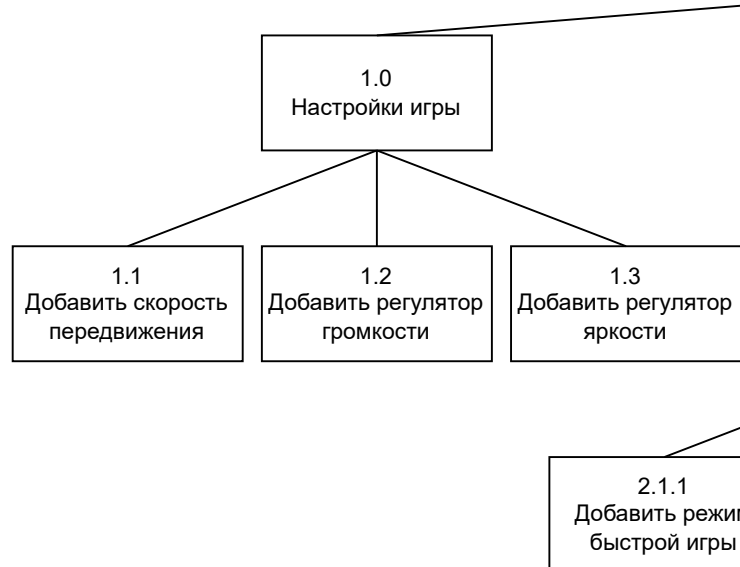 1.0
Настройки игры
1.1
Добавить скорость
передвижения
1.2
Добавить регулятор
громкости
1.3
Добавить регулятор
яркости
2.1.1
Добавить режим
быстрой игры